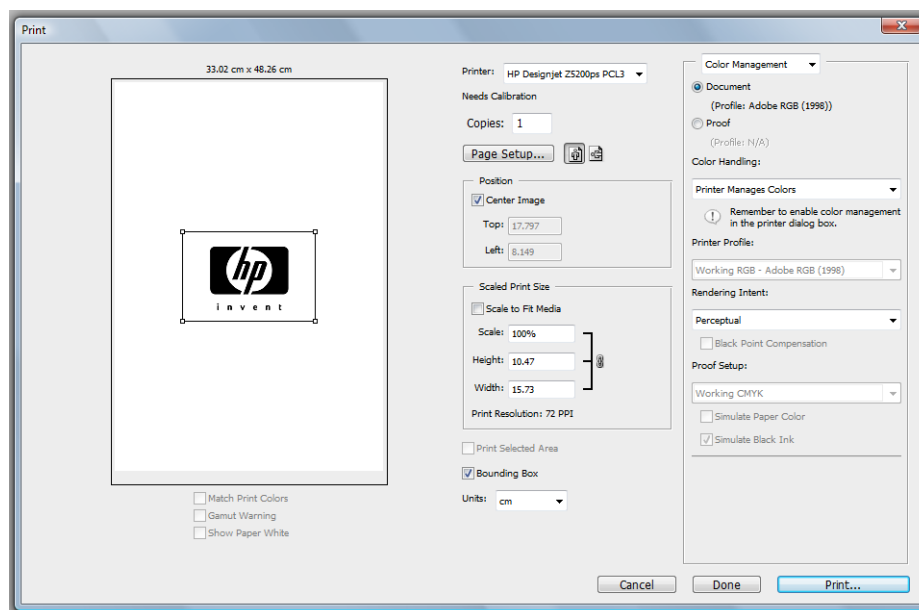 Print
33.02 cm x 48.26 cm
hp
invent
Match Print Colors
Gamut Warning
Show Paper White
Printer: HP Designjet Z5200ps PCL3
Needs Calibration
Copies: 1
Page Setup...
Position
Center Image
Top: 17.797
Left: 8.149
Scaled Print Size
Scale to Fit Media
Scale: 100%
Height: 10.47
Width: 15.73
Print Resolution: 72 PPI
Print Selected Area
Bounding Box
Units: cm
Color Management
Document
(Profile: Adobe RGB (1998))
Proof
(Profile: N/A)
Color Handling:
Printer Manages Colors
Remember to enable color management
in the printer dialog box.
Printer Profile:
Working RGB - Adobe RGB (1998)
Rendering Intent:
Perceptual
Black Point Compensation
Proof Setup:
Working CMYK
Simulate Paper Color
Simulate Black Ink
Cancel
Done
Print...